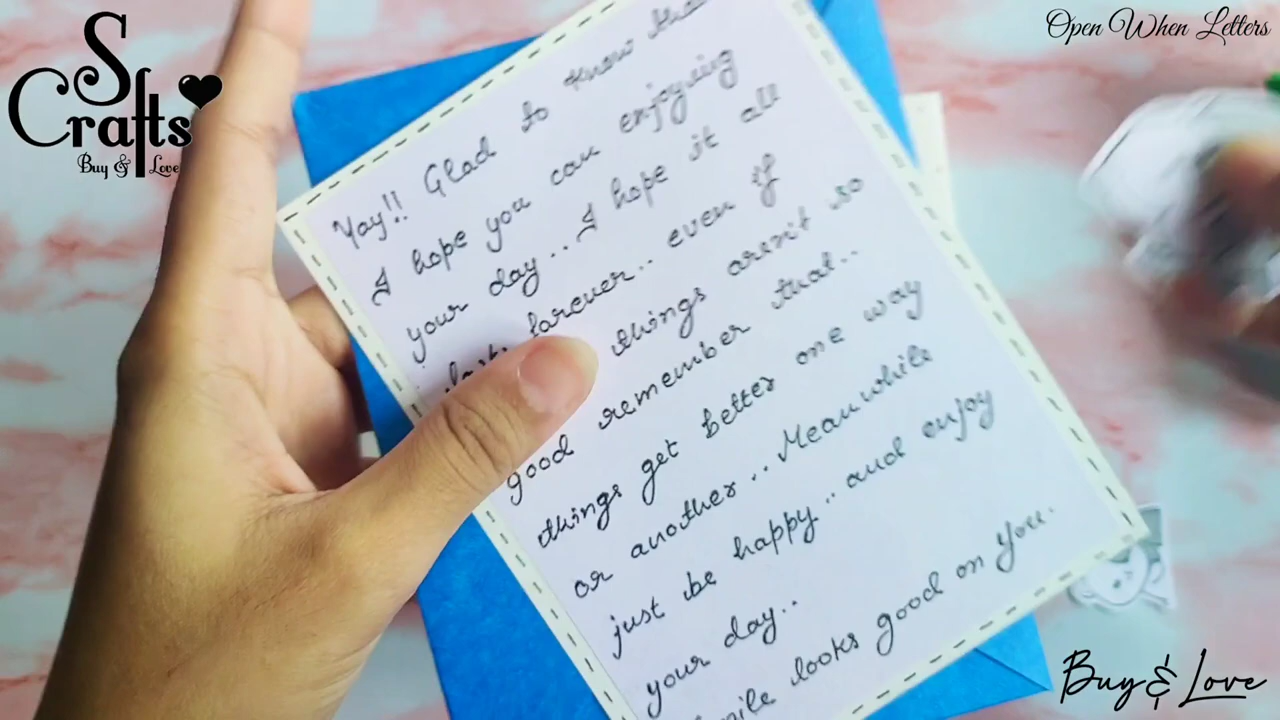 S
Crafts
Buy & Love
Open When Letters
Yay!! Glad to know that
I hope you can enjoying
your day.. I hope it all
forever.. even if
things aren't so
good remember that..
things get better one way
or another.. Meanwhile
just be happy.. and enjoy
your day..
looks good on you.
Buy & Love